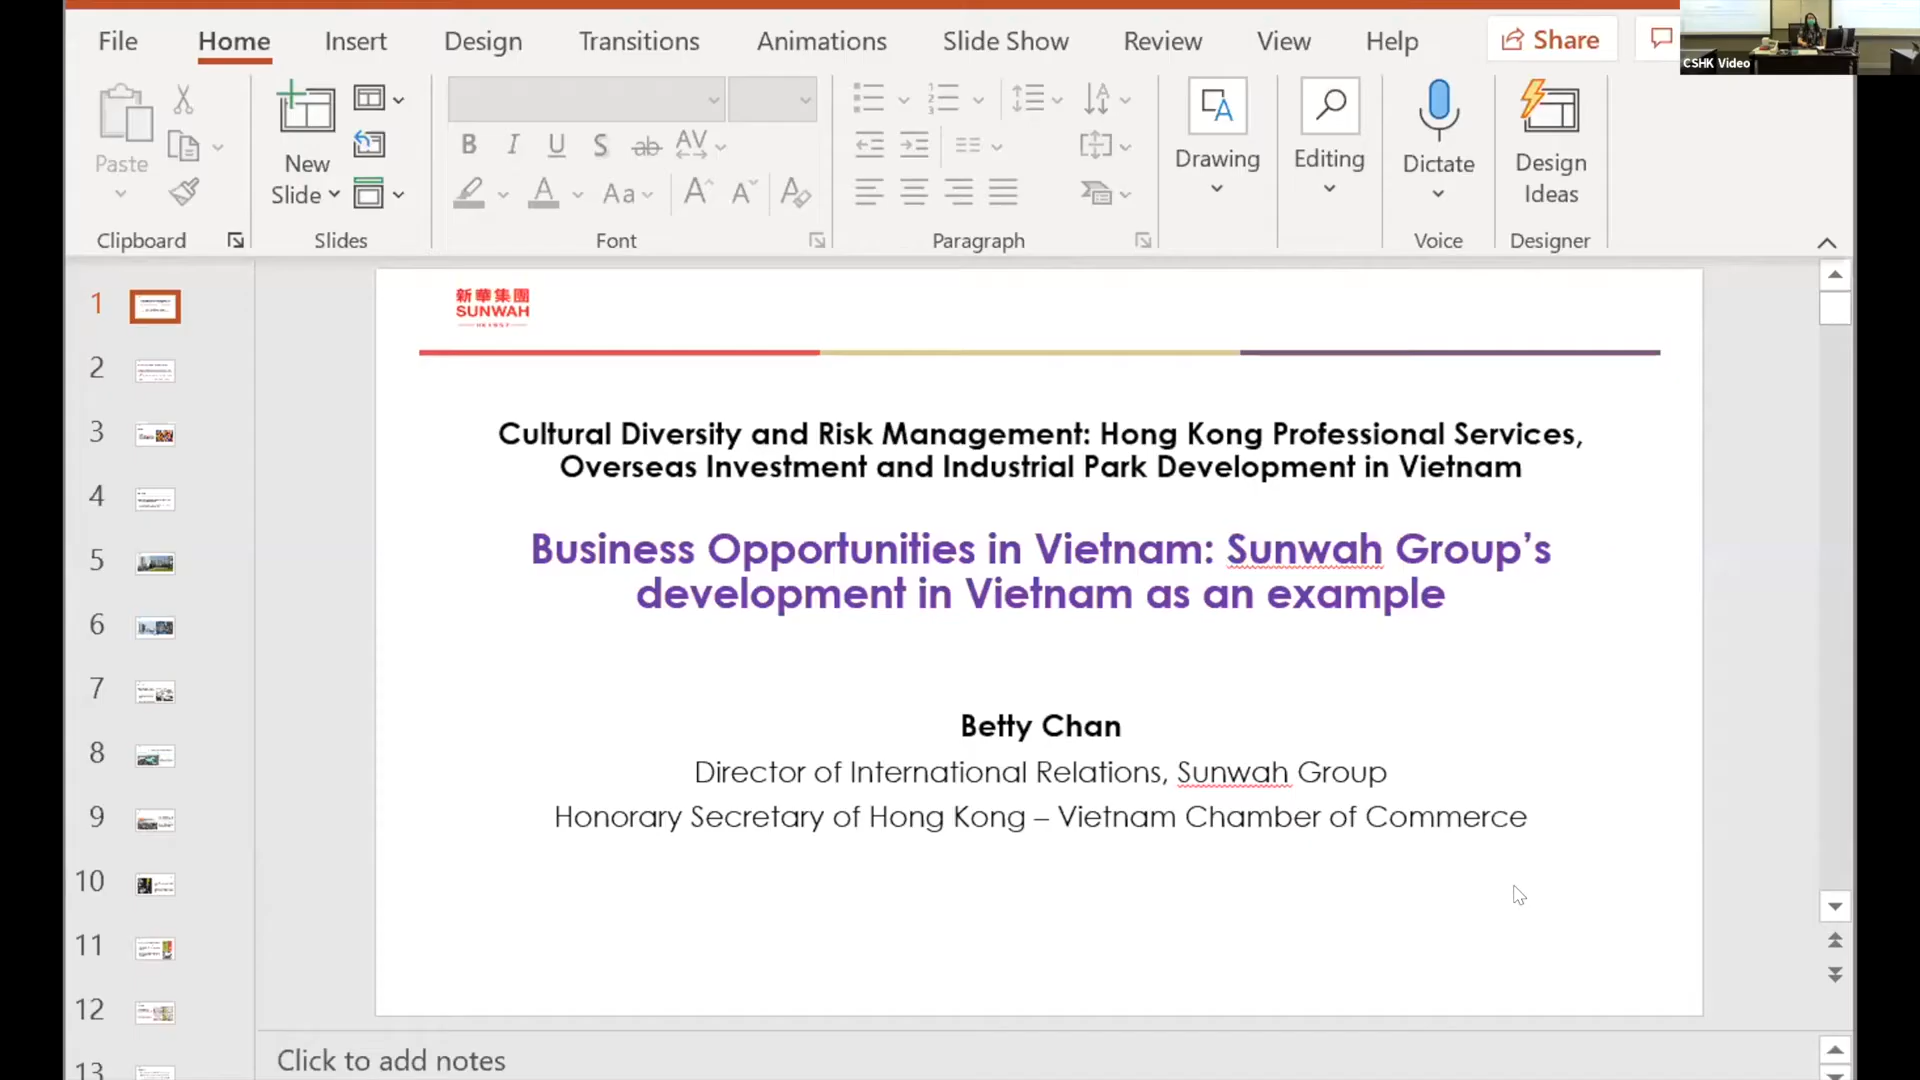 File Home Insert Design Transitions Animations Slide Show Review View Help Share
CSHK Video
Paste
New
Slide
B I U S ab AV
A Aa A A A
Drawing
Editing
Dictate
Design
Ideas
Clipboard Slides Font Paragraph Voice Designer
1
2
3
4
5
6
7
8
9
10
11
12
13
新華集團
SUNWAH
Cultural Diversity and Risk Management: Hong Kong Professional Services,
Overseas Investment and Industrial Park Development in Vietnam
Business Opportunities in Vietnam: Sunwah Group’s
development in Vietnam as an example
Betty Chan
Director of International Relations, Sunwah Group
Honorary Secretary of Hong Kong – Vietnam Chamber of Commerce
Click to add notes